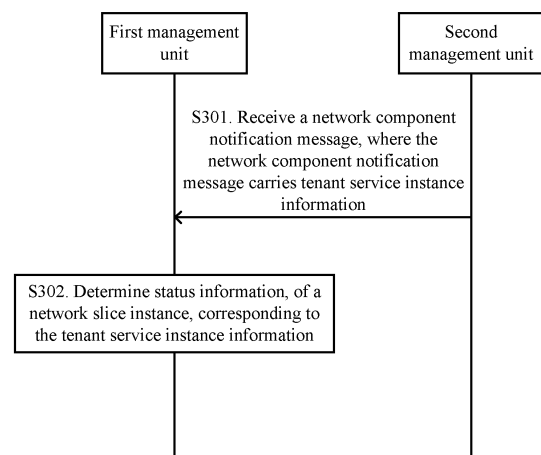 First management
unit
Second
management unit
S301. Receive a network component
notification message, where the
network component notification
message carries tenant service instance
information
S302. Determine status information, of a
network slice instance, corresponding to
the tenant service instance information